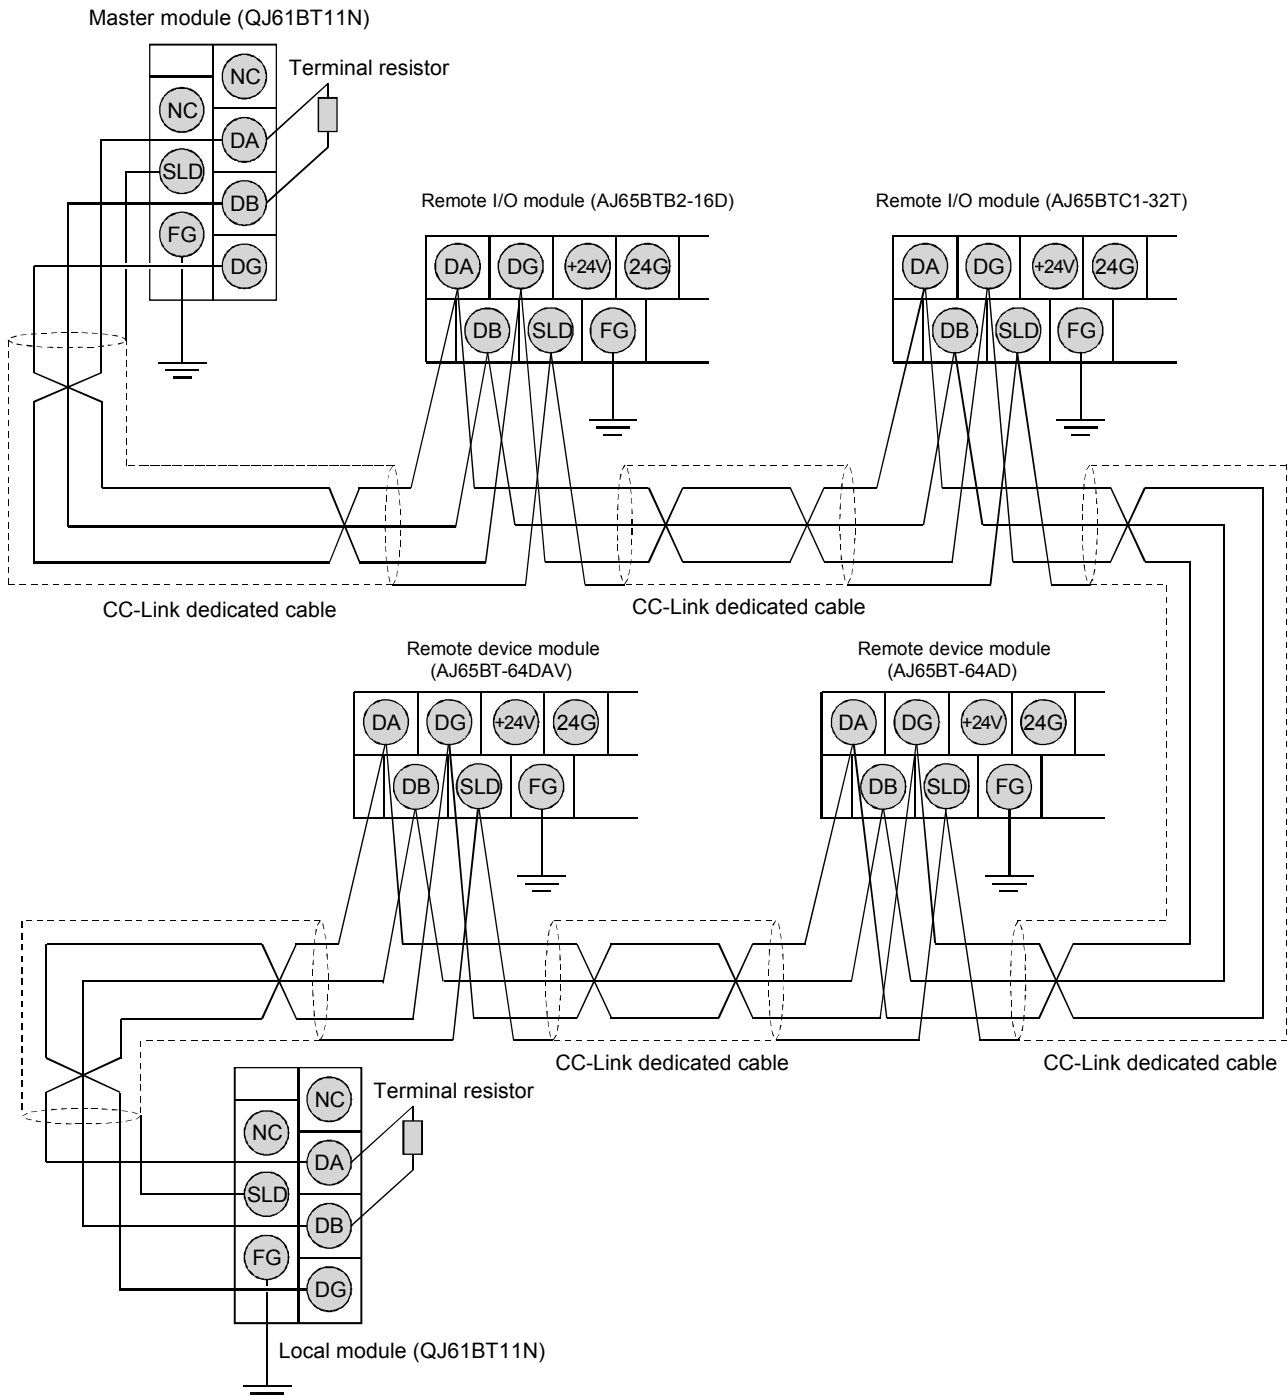 Master module (QJ61BT11N)
Terminal resistor
NC
NC
DA
SLD
DB
FG
DG
Remote I/O module (AJ65BTB2-16D)
DA DG +24V 24G
DB SLD FG
Remote I/O module (AJ65BTC1-32T)
DA DG +24V 24G
DB SLD FG
CC-Link dedicated cable
CC-Link dedicated cable
Remote device module
(AJ65BT-64DAV)
DA DG +24V 24G
DB SLD FG
Remote device module
(AJ65BT-64AD)
DA DG +24V 24G
DB SLD FG
CC-Link dedicated cable
CC-Link dedicated cable
Terminal resistor
NC
NC
DA
SLD
DB
FG
DG
Local module (QJ61BT11N)